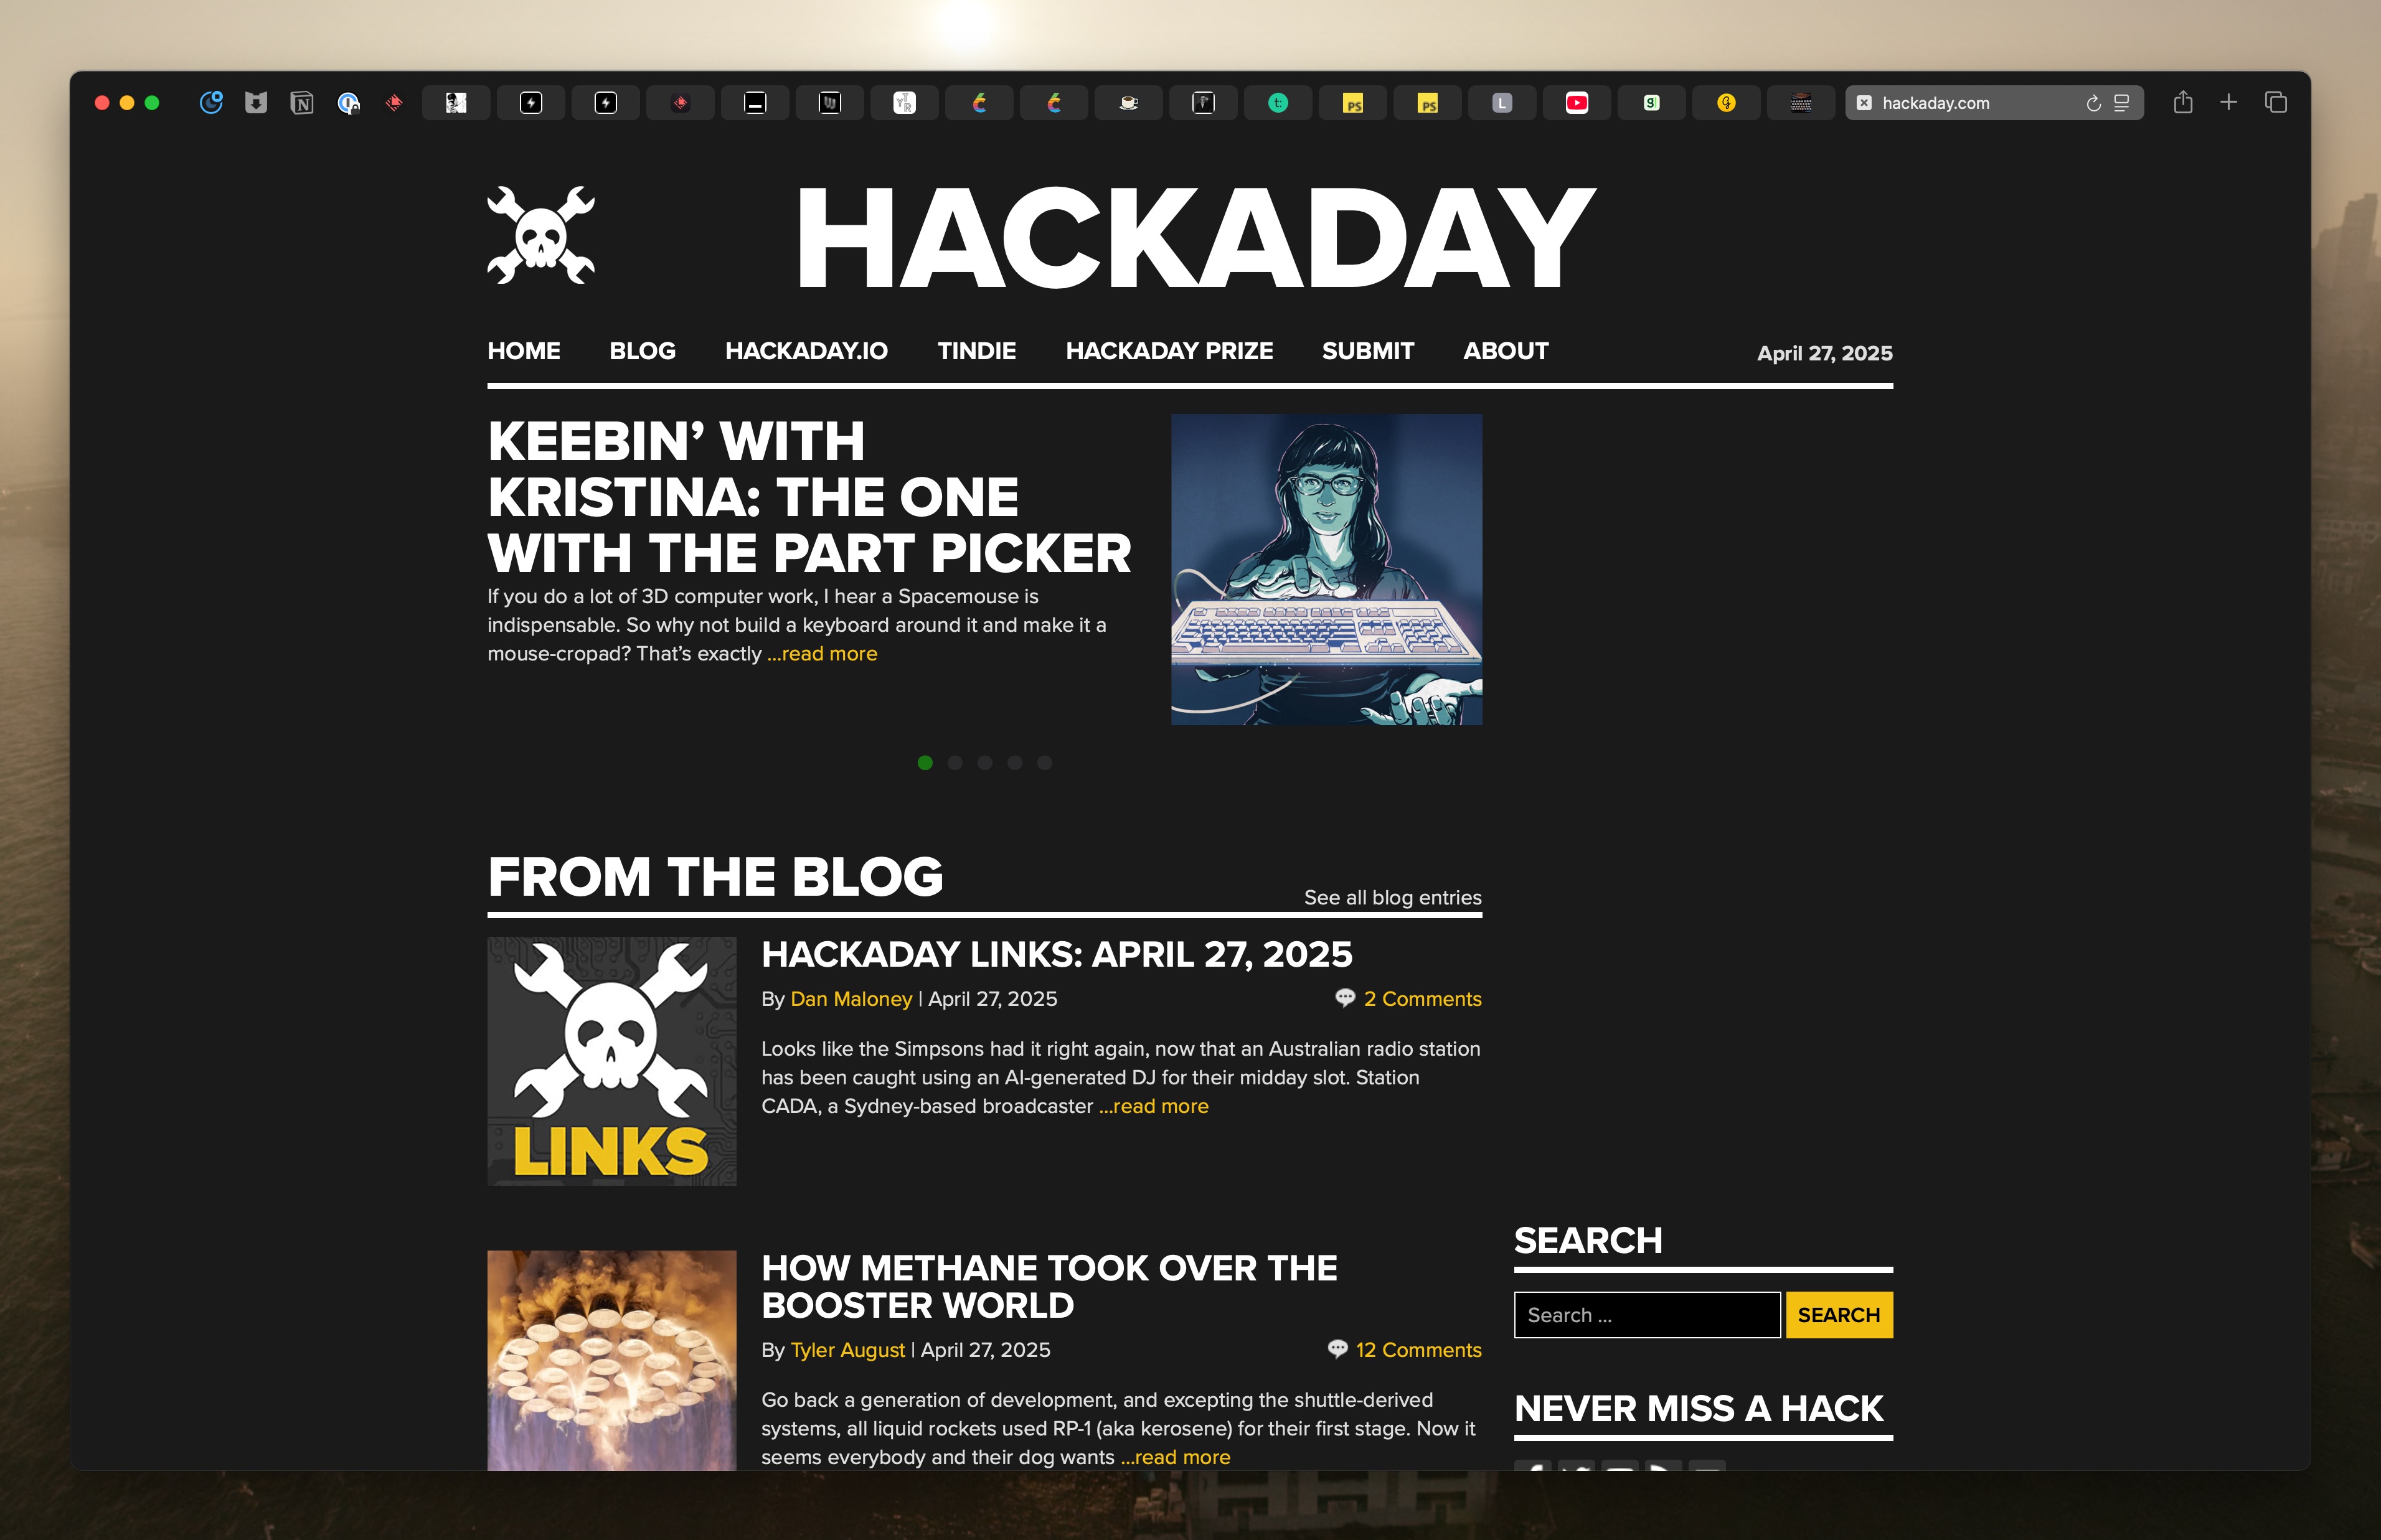 hackaday.com
HACKADAY
HOME BLOG HACKADAY.IO TINDIE HACKADAY PRIZE SUBMIT ABOUT April 27, 2025
KEEBIN’ WITH
KRISTINA: THE ONE
WITH THE PART PICKER
If you do a lot of 3D computer work, I hear a Spacemouse is
indispensable. So why not build a keyboard around it and make it a
mouse-cropad? That’s exactly ...read more
FROM THE BLOG
See all blog entries
LINKS
HACKADAY LINKS: APRIL 27, 2025
By Dan Maloney | April 27, 2025 2 Comments
Looks like the Simpsons had it right again, now that an Australian radio station
has been caught using an AI-generated DJ for their midday slot. Station
CADA, a Sydney-based broadcaster ...read more
HOW METHANE TOOK OVER THE
BOOSTER WORLD
By Tyler August | April 27, 2025 12 Comments
Go back a generation of development, and excepting the shuttle-derived
systems, all liquid rockets used RP-1 (aka kerosene) for their first stage. Now it
seems everybody and their dog wants ...read more
SEARCH
Search ... SEARCH
NEVER MISS A HACK